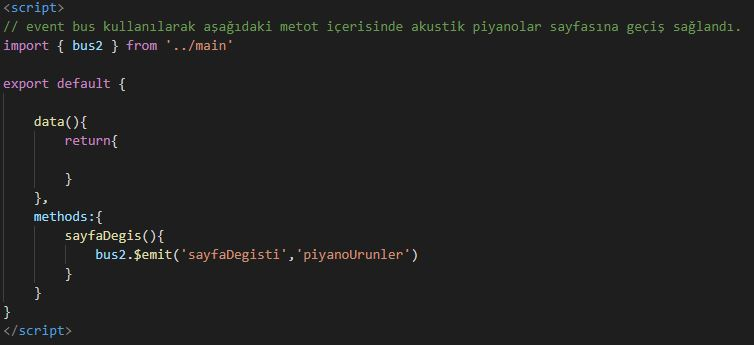 <script>
// event bus kullanılarak aşağıdaki metot içerisinde akustik piyanolar sayfasına geçiş sağlandı.
import { bus2 } from '../main'
export default {
data(){
return{
}
},
methods:{
sayfaDegis(){
bus2.$emit('sayfaDegisti','piyanoUrunler')
}
}
}
</script>